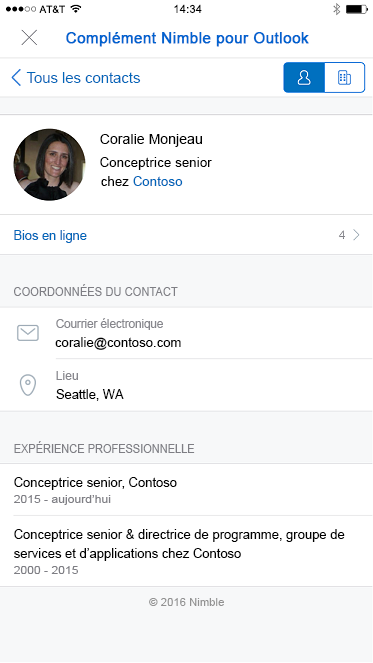 AT&T 14:34
Complément Nimble pour Outlook
Tous les contacts
Coralie Monjeau
Conceptrice senior
chez Contoso
Bios en ligne 4
COORDONNÉES DU CONTACT
Courrier électronique
coralie@contoso.com
Lieu
Seattle, WA
EXPÉRIENCE PROFESSIONNELLE
Conceptrice senior, Contoso
2015 - aujourd'hui
Conceptrice senior & directrice de programme, groupe de
services et d'applications chez Contoso
2000 - 2015
© 2016 Nimble